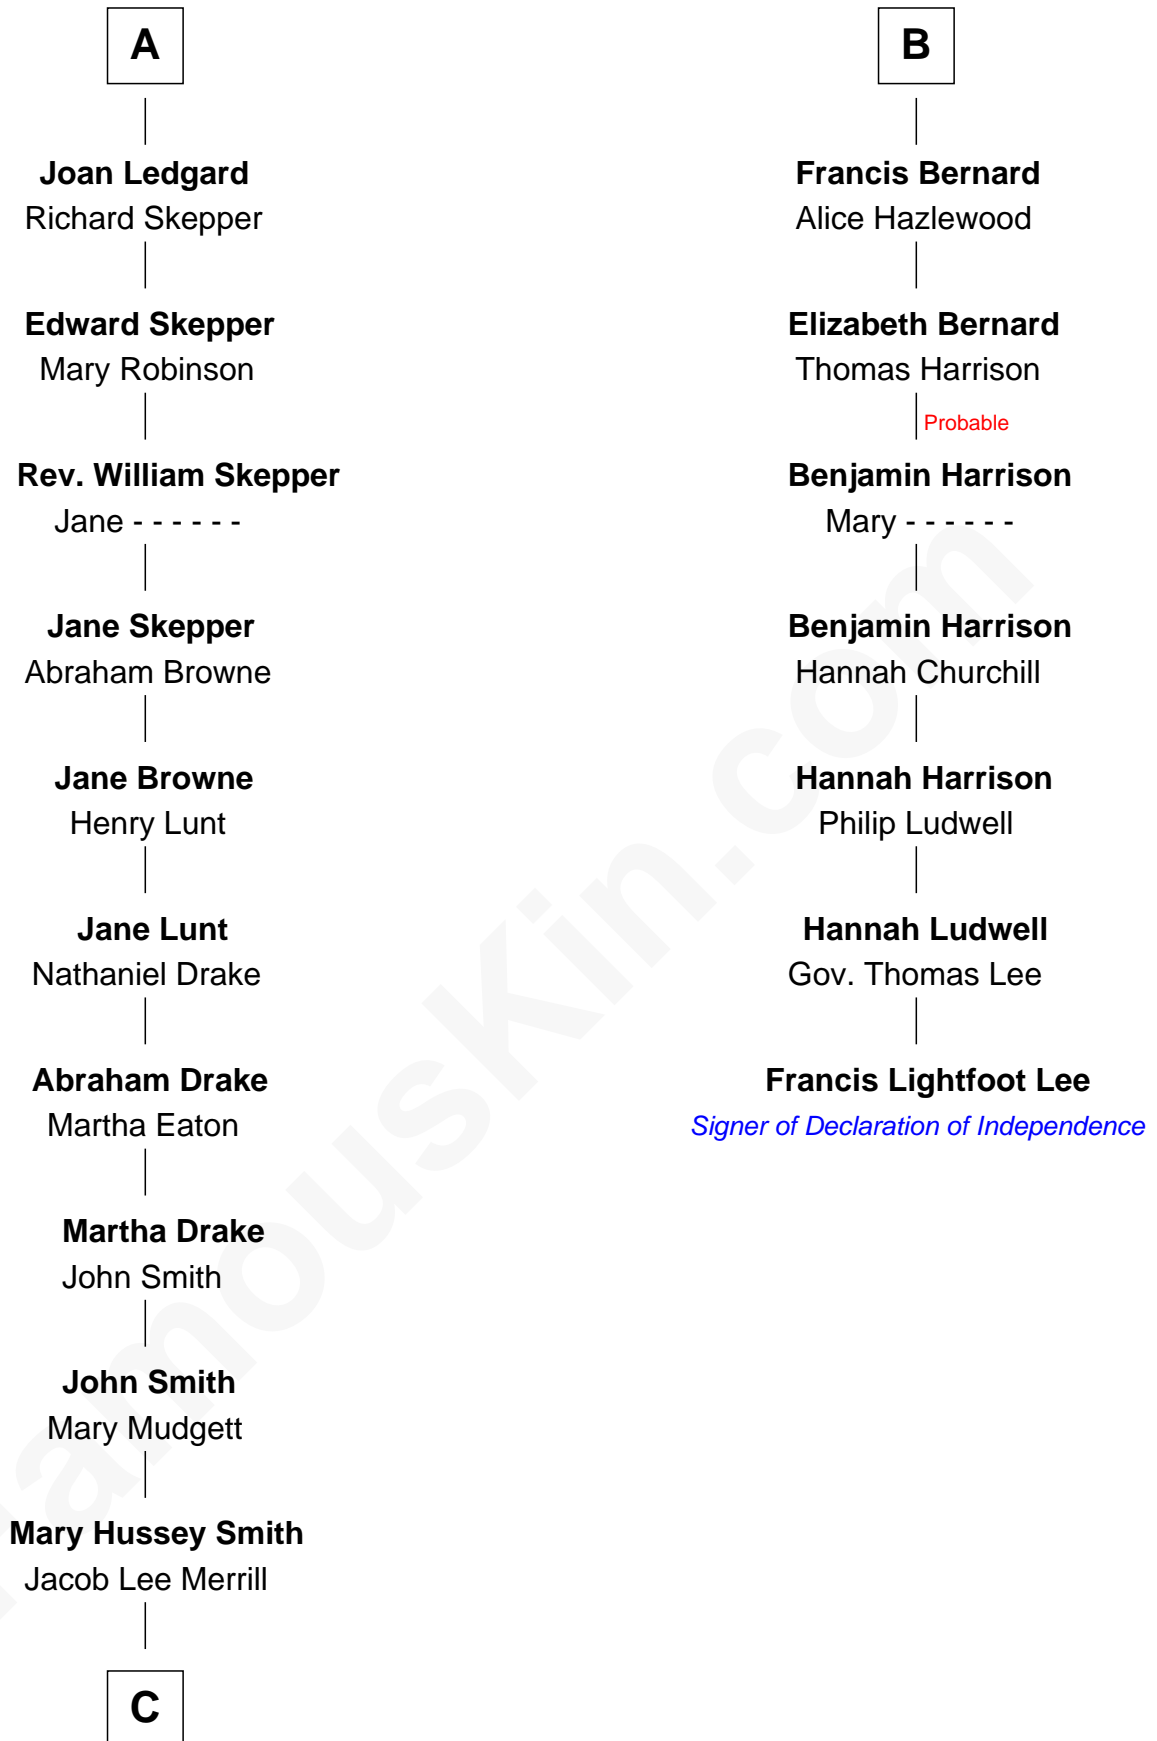 A
Joan Ledgard
Richard Skepper
Edward Skepper
Mary Robinson
Rev. William Skepper
Jane - - - - - -
Jane Skepper
Abraham Browne
Jane Browne
Henry Lunt
Jane Lunt
Nathaniel Drake
Abraham Drake
Martha Eaton
Martha Drake
John Smith
John Smith
Mary Mudgett
Mary Hussey Smith
Jacob Lee Merrill
C
B
Francis Bernard
Alice Hazlewood
Elizabeth Bernard
Thomas Harrison
Probable
Benjamin Harrison
Mary - - - - - -
Benjamin Harrison
Hannah Churchill
Hannah Harrison
Philip Ludwell
Hannah Ludwell
Gov. Thomas Lee
Francis Lightfoot Lee
Signer of Declaration of Independence
FamousKin.com